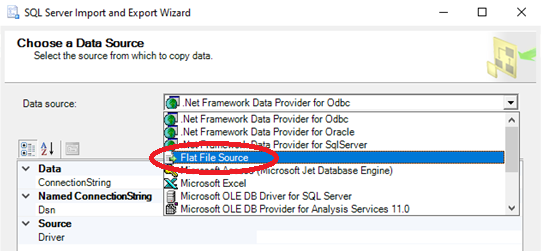 SQL Server Import and Export Wizard
Choose a Data Source
Select the source from which to copy data.
Data source:
.Net Framework Data Provider for Odbc
.Net Framework Data Provider for Odbc
.Net Framework Data Provider for Oracle
.Net Framework Data Provider for SqlServer
Flat File Source
Microsoft Access (Microsoft Jet Database Engine)
Microsoft Excel
Microsoft OLE DB Driver for SQL Server
Microsoft OLE DB Provider for Analysis Services 11.0
Data
ConnectionString
Named ConnectionString
Dsn
Source
Driver